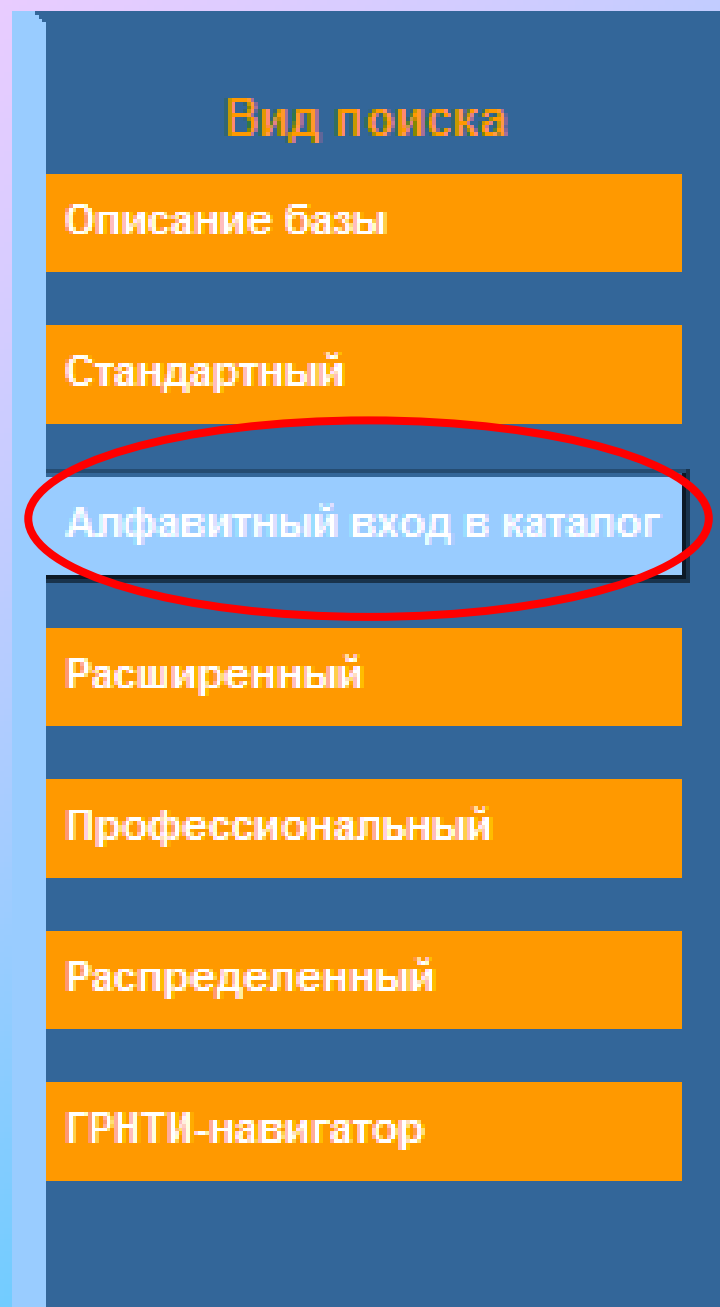 Вид поиска
Описание базы
Стандартный
Алфавитный вход в каталог
Расширенный
Профессиональный
Распределенный
ГРНТИ-навигатор